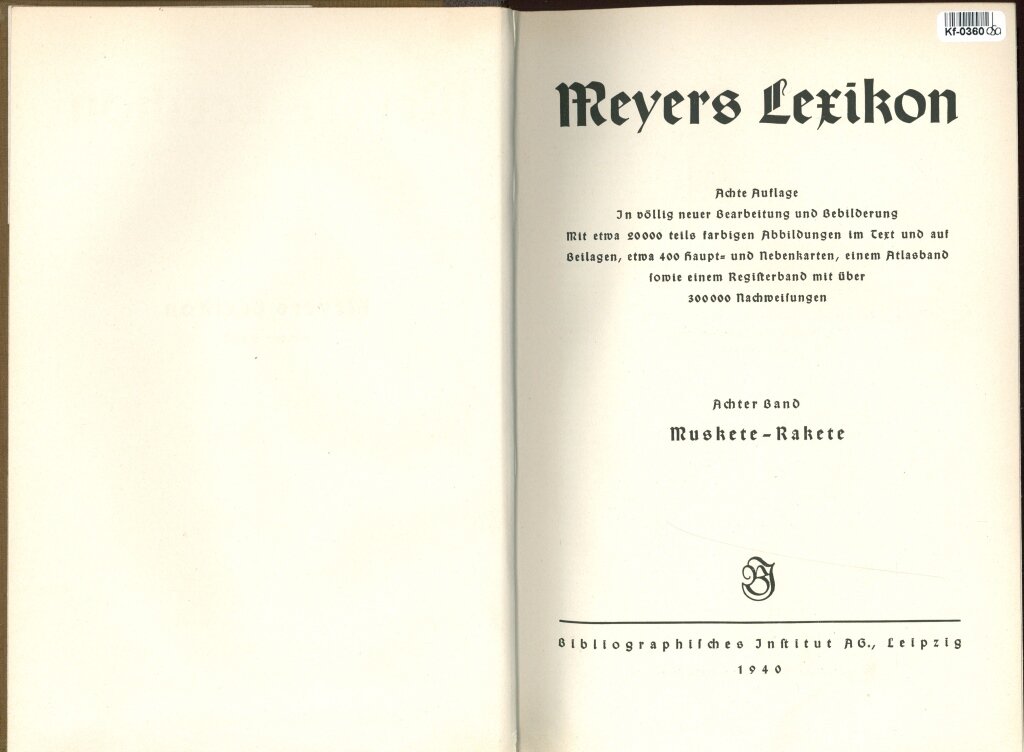 Kf-0360
Meyers Lexikon
Achte Auflage
In völlig neuer Bearbeitung und Bebilderung
Mit etwa 20000 teils farbigen Abbildungen im Text und auf
Beilagen, etwa 400 Haupt= und Nebenkarten, einem Atlasband
ſowie einem Regiſterband mit über
300000 Nachweiſungen
Achter Band
Muskete-Rakete
BJ
Bibliographiſches Inſtitut AG., Leipzig
1940